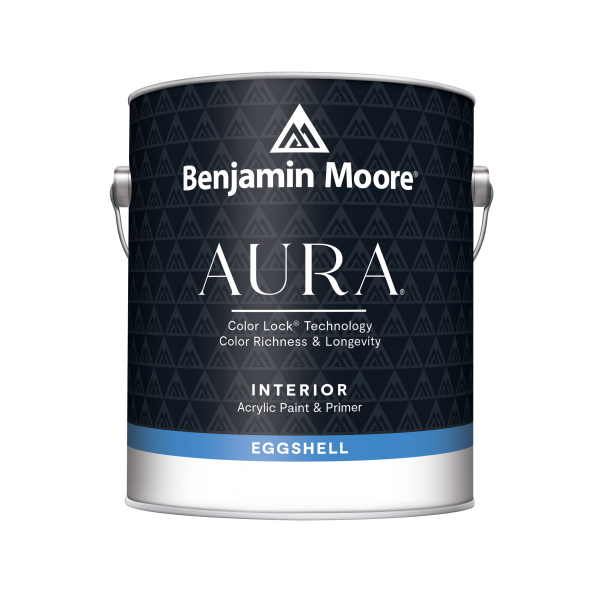 Benjamin Moore®
AURA®
Color Lock® Technology
Color Richness & Longevity
INTERIOR
Acrylic Paint & Primer
EGGSHELL